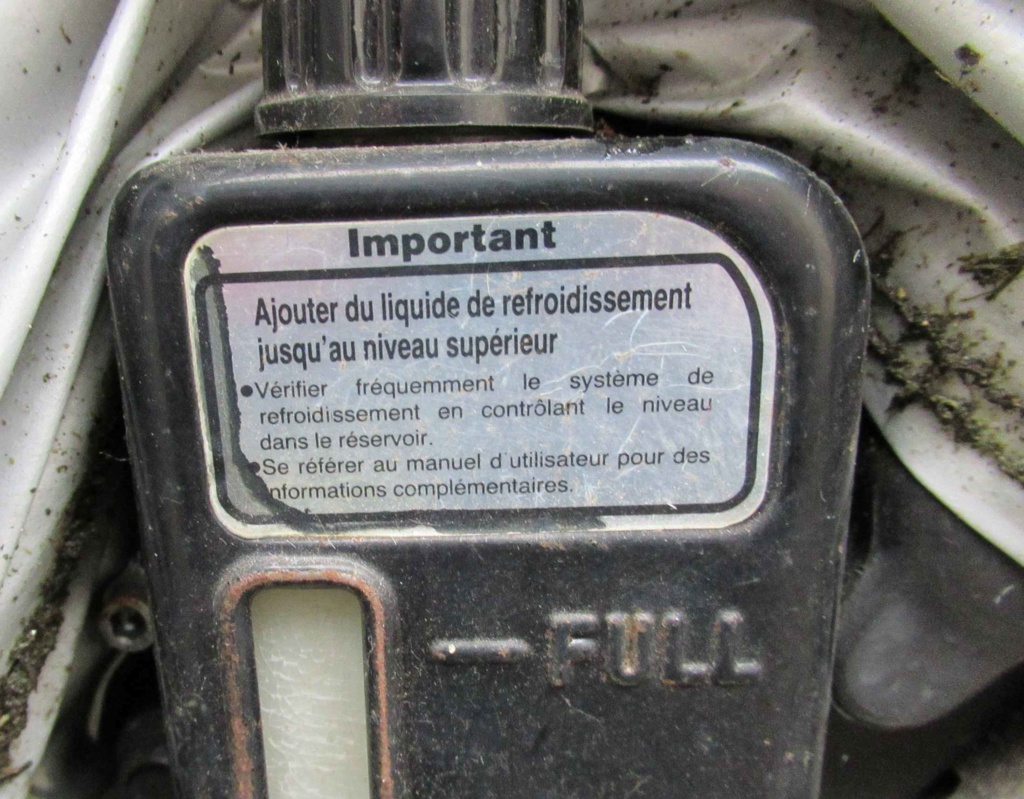 Important
Ajouter du liquide de refroidissement
jusqu'au niveau supérieur
●Vérifier fréquemment le système de
refroidissement en contrôlant le niveau
dans le réservoir.
●Se référer au manuel d'utilisateur pour des
informations complémentaires.
— FULL